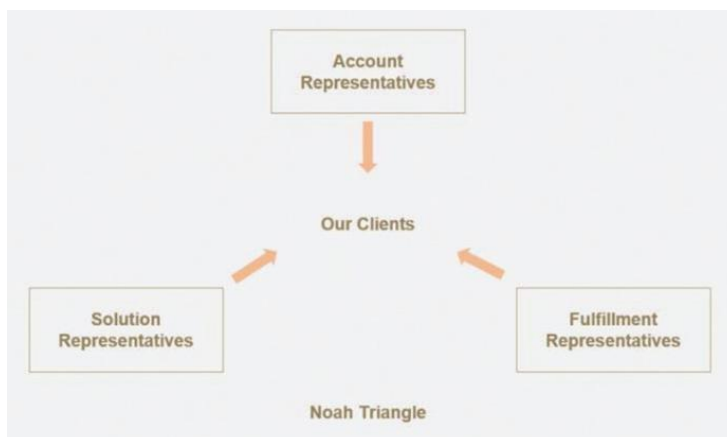 Account
Representatives
Our Clients
Solution
Representatives
Fulfillment
Representatives
Noah Triangle